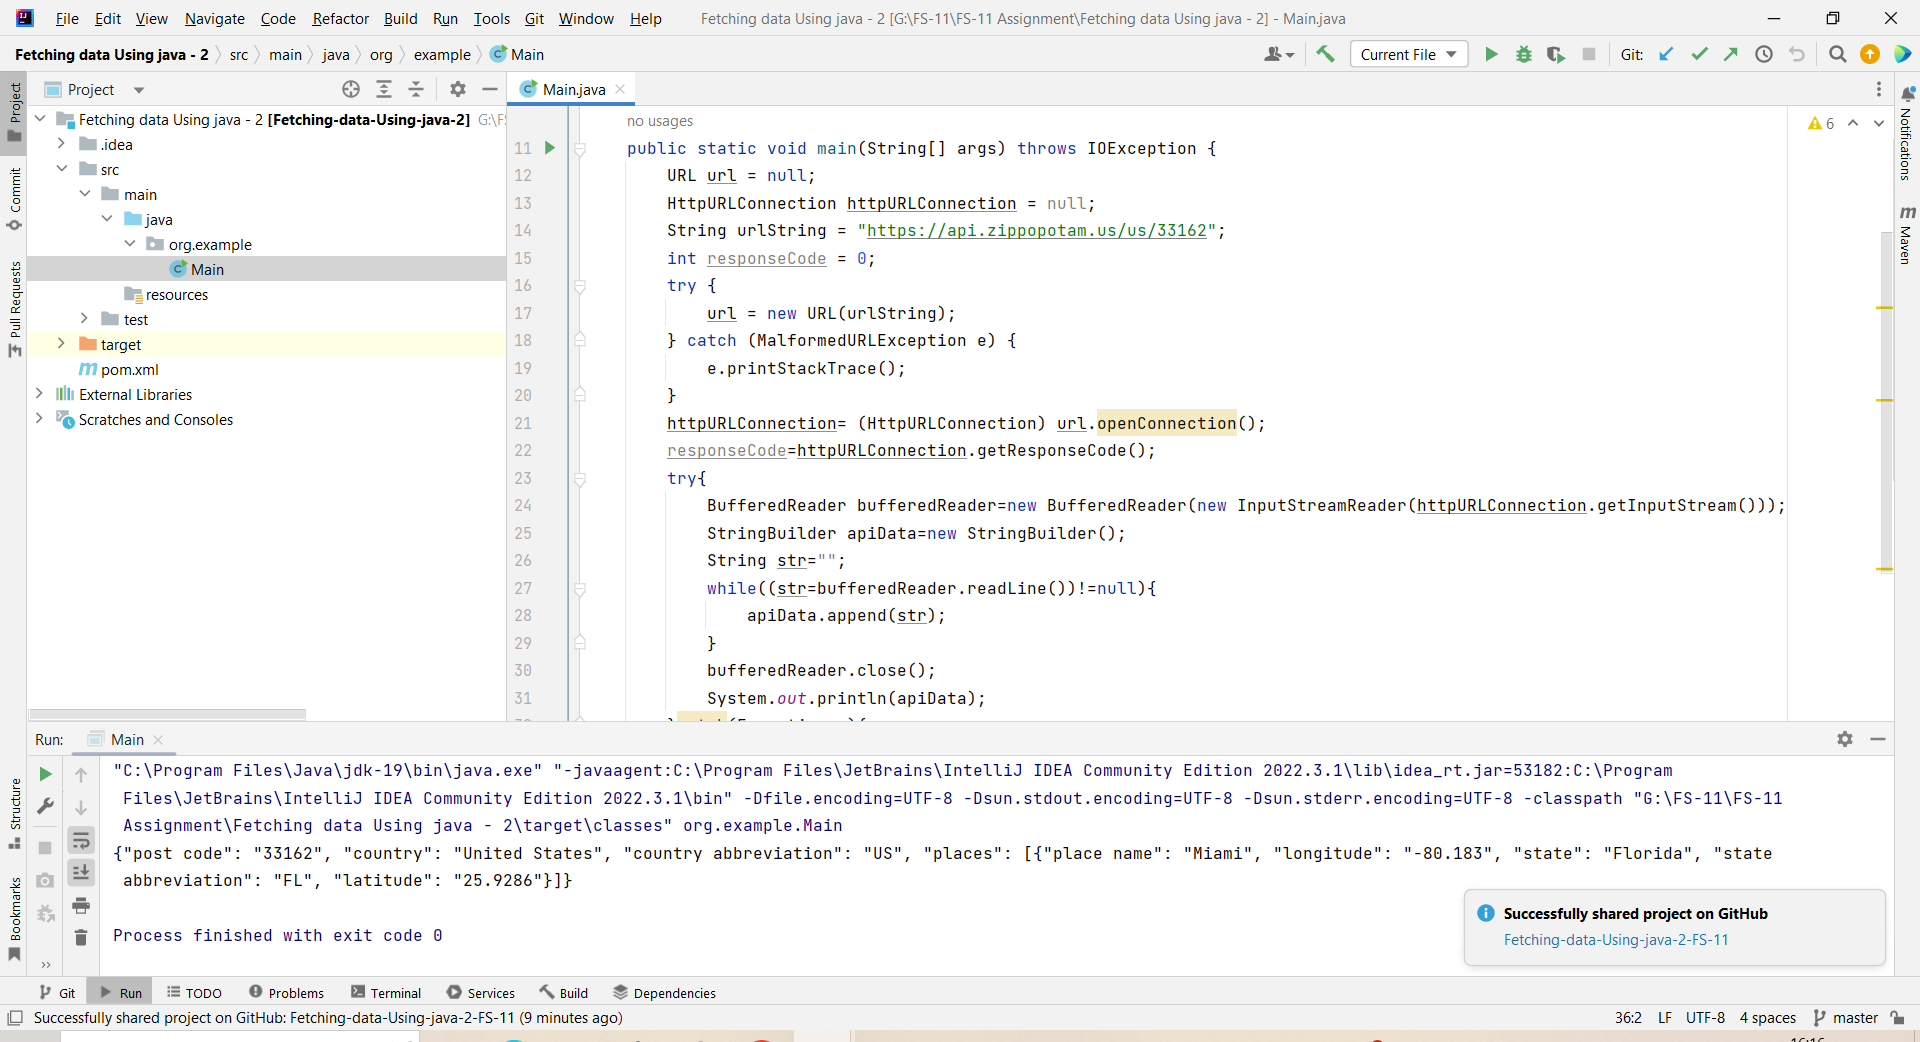 File Edit View Navigate Code Refactor Build Run Tools Git Window Help Fetching data Using java - 2 [G:\FS-11\FS-11 Assignment\Fetching data Using java - 2] - Main.java
Fetching data Using java - 2 src main java org example Main Current File Git:
Project Main.java
Fetching data Using java - 2 [Fetching-data-Using-java-2] G:\FS
.idea
src
main
java
org.example
Main
resources
test
target
pom.xml
External Libraries
Scratches and Consoles
Project
Commit
Pull Requests
Structure
Bookmarks
Notifications
Maven
6
no usages
11 public static void main(String[] args) throws IOException {
12 URL url = null;
13 HttpURLConnection httpURLConnection = null;
14 String urlString = "https://api.zippopotam.us/us/33162";
15 int responseCode = 0;
16 try {
17 url = new URL(urlString);
18 } catch (MalformedURLException e) {
19 e.printStackTrace();
20 }
21 httpURLConnection= (HttpURLConnection) url.openConnection();
22 responseCode=httpURLConnection.getResponseCode();
23 try{
24 BufferedReader bufferedReader=new BufferedReader(new InputStreamReader(httpURLConnection.getInputStream()));
25 StringBuilder apiData=new StringBuilder();
26 String str="";
27 while((str=bufferedReader.readLine())!=null){
28 apiData.append(str);
29 }
30 bufferedReader.close();
31 System.out.println(apiData);
Run: Main
"C:\Program Files\Java\jdk-19\bin\java.exe" "-javaagent:C:\Program Files\JetBrains\IntelliJ IDEA Community Edition 2022.3.1\lib\idea_rt.jar=53182:C:\Program
Files\JetBrains\IntelliJ IDEA Community Edition 2022.3.1\bin" -Dfile.encoding=UTF-8 -Dsun.stdout.encoding=UTF-8 -Dsun.stderr.encoding=UTF-8 -classpath "G:\FS-11\FS-11
Assignment\Fetching data Using java - 2\target\classes" org.example.Main
{"post code": "33162", "country": "United States", "country abbreviation": "US", "places": [{"place name": "Miami", "longitude": "-80.183", "state": "Florida", "state
abbreviation": "FL", "latitude": "25.9286"}]}
Process finished with exit code 0
Successfully shared project on GitHub
Fetching-data-Using-java-2-FS-11
Git Run TODO Problems Terminal Services Build Dependencies
Successfully shared project on GitHub: Fetching-data-Using-java-2-FS-11 (9 minutes ago) 36:2 LF UTF-8 4 spaces master